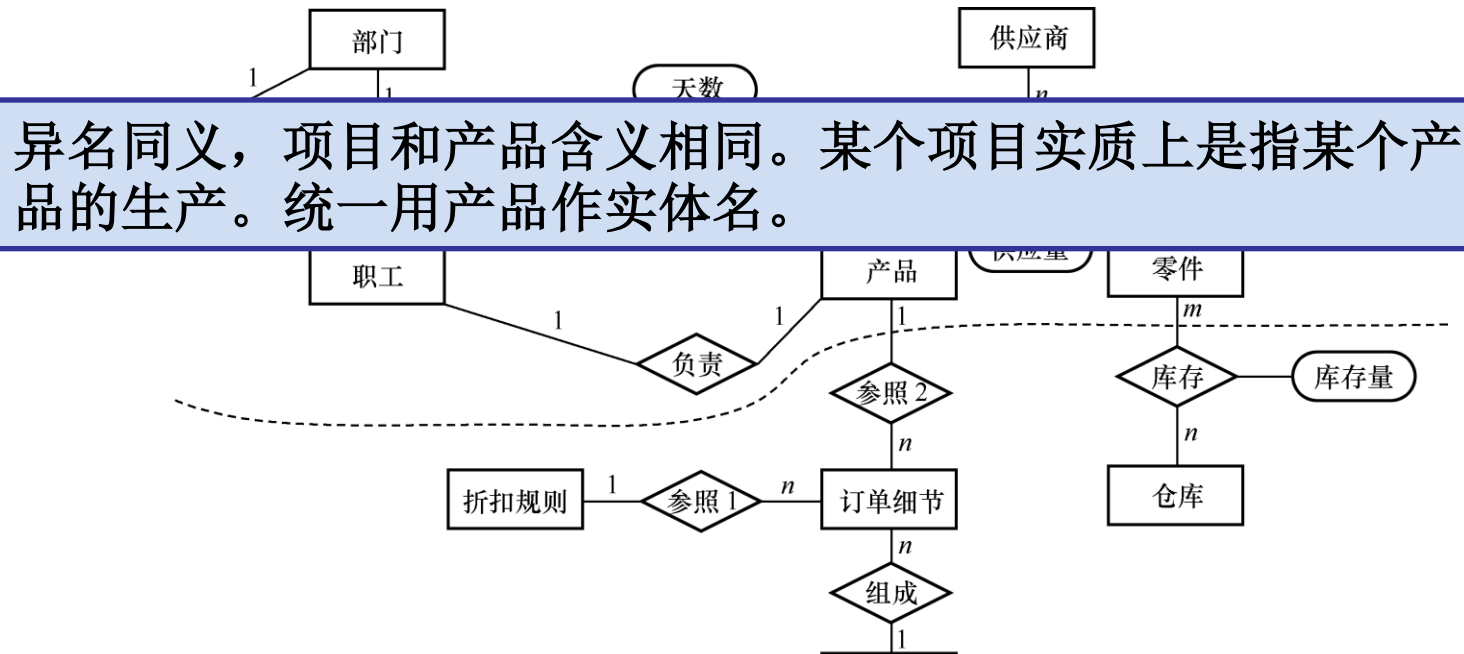 部门
供应商
1
1
天数
n
异名同义，项目和产品含义相同。某个项目实质上是指某个产
品的生产。统一用产品作实体名。
供应量
职工
产品
零件
1
1
1
m
负责
参照 2
库存
库存量
n
n
折扣规则
1
参照 1
n
订单细节
仓库
n
组成
1